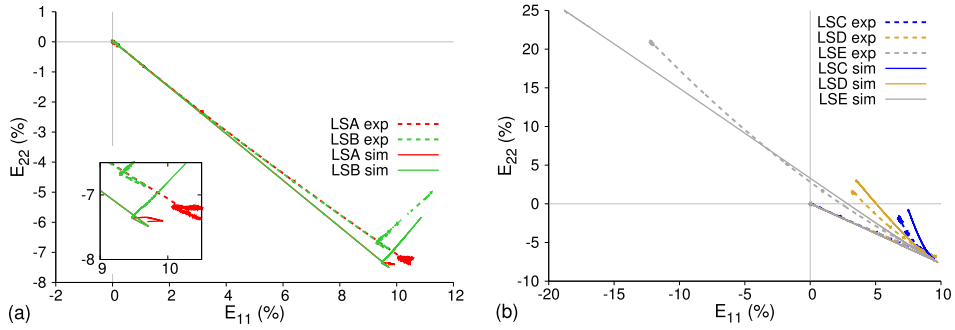 1
0
-1
-2
-3
-4
-5
-6
-7
-8
E22 (%)
LSA exp
LSB exp
LSA sim
LSB sim
-7
-8
9 10
-2 0 2 4 6 8 10 12
(a) E11 (%)
25
20
15
10
5
0
-5
-10
E22 (%)
LSC exp
LSD exp
LSE exp
LSC sim
LSD sim
LSE sim
-20 -15 -10 -5 0 5 10
(b) E11 (%)